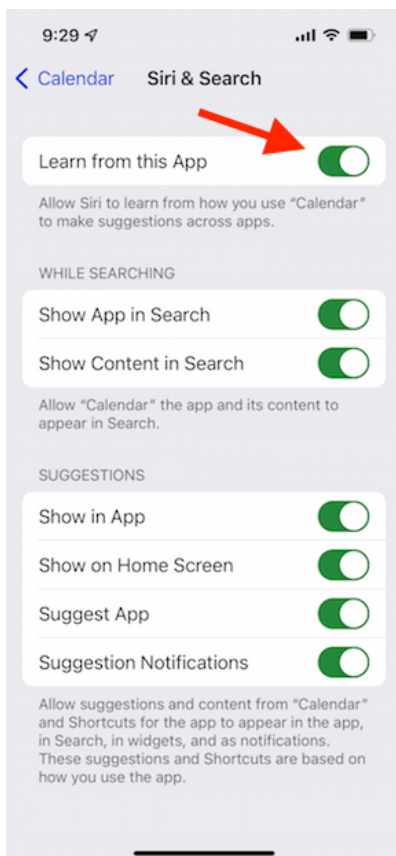 9:29
Calendar Siri & Search
Learn from this App
Allow Siri to learn from how you use “Calendar”
to make suggestions across apps.
WHILE SEARCHING
Show App in Search
Show Content in Search
Allow “Calendar” the app and its content to
appear in Search.
SUGGESTIONS
Show in App
Show on Home Screen
Suggest App
Suggestion Notifications
Allow suggestions and content from “Calendar”
and Shortcuts for the app to appear in the app,
in Search, in widgets, and as notifications.
These suggestions and Shortcuts are based on
how you use the app.